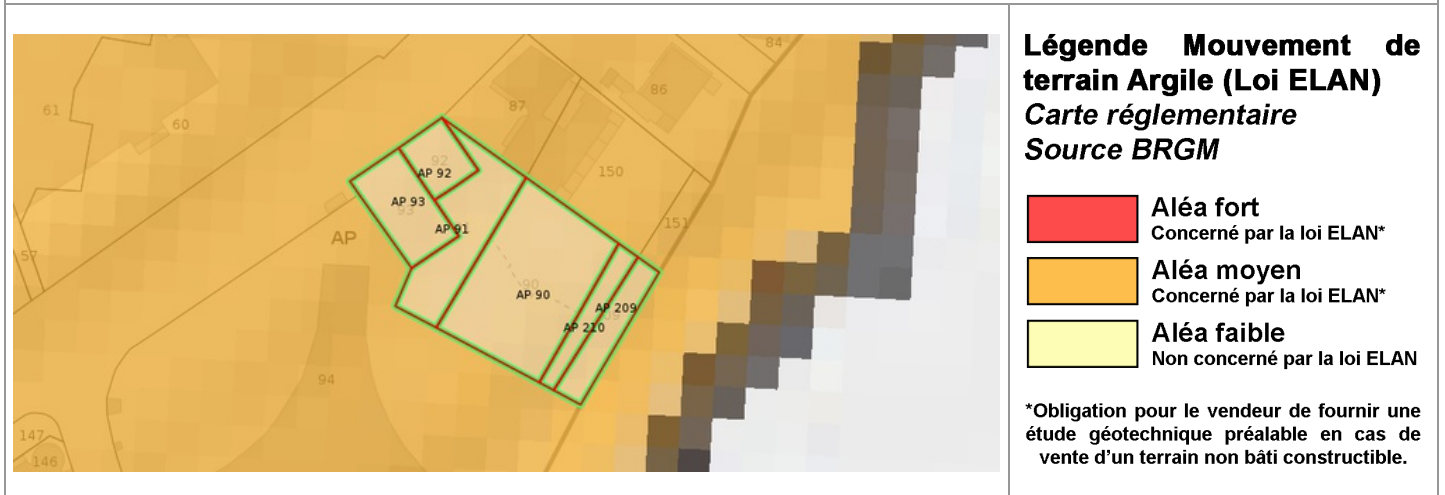 84
61
60
87
86
92
AP 92
150
AP 93
93
AP 91
151
AP
57
90
AP 90
AP 209
AP 210
94
147
146
Légende Mouvement de
terrain Argile (Loi ELAN)
Carte réglementaire
Source BRGM
Aléa fort
Concerné par la loi ELAN*
Aléa moyen
Concerné par la loi ELAN*
Aléa faible
Non concerné par la loi ELAN
*Obligation pour le vendeur de fournir une
étude géotechnique préalable en cas de
vente d’un terrain non bâti constructible.